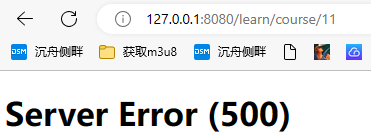 127.0.0.1:8080/learn/course/11
DSM 沉舟侧畔 获取m3u8 DSM 沉舟侧畔
Server Error (500)